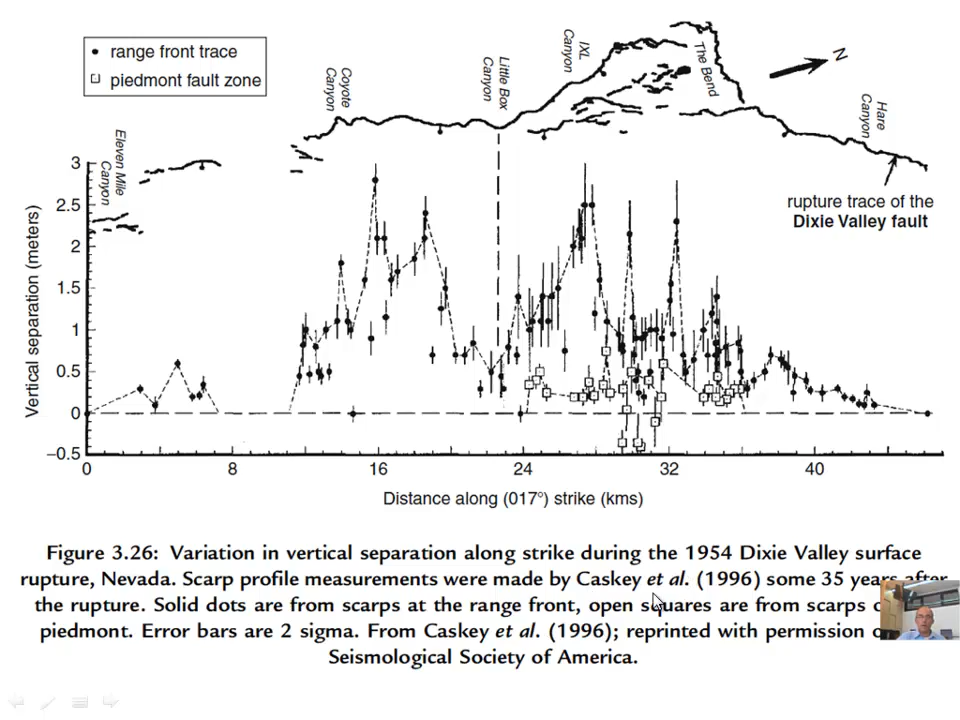 range front trace
piedmont fault zone
Eleven Mile
Canyon
Coyote
Canyon
Little Box
Canyon
IXL
Canyon
The Bend
N
Hare
Canyon
rupture trace of the
Dixie Valley fault
Vertical separation (meters)
3
2.5
2
1.5
1
0.5
0
−0.5
0 8 16 24 32 40
Distance along (017°) strike (kms)
Figure 3.26: Variation in vertical separation along strike during the 1954 Dixie Valley surface
rupture, Nevada. Scarp profile measurements were made by Caskey et al. (1996) some 35 years after
the rupture. Solid dots are from scarps at the range front, open squares are from scarps
piedmont. Error bars are 2 sigma. From Caskey et al. (1996); reprinted with permission
Seismological Society of America.